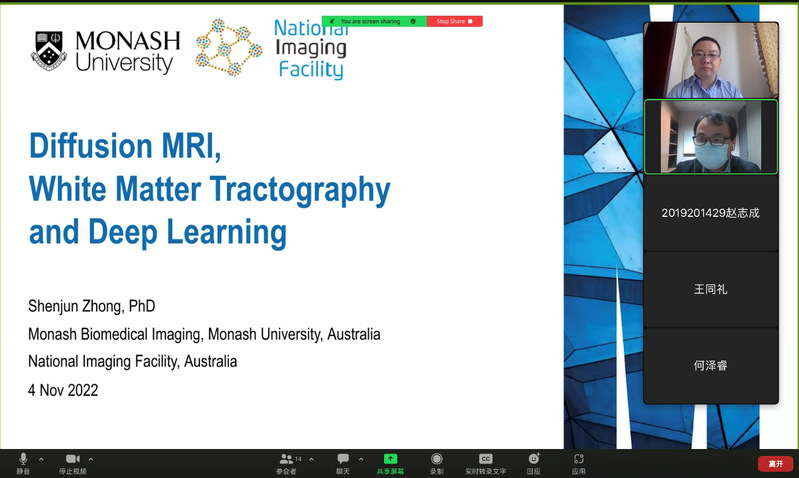 MONASH
University
National
Imaging
Facility
You are screen sharing
Stop Share
Diffusion MRI,
White Matter Tractography
and Deep Learning
Shenjun Zhong, PhD
Monash Biomedical Imaging, Monash University, Australia
National Imaging Facility, Australia
4 Nov 2022
2019201429赵志成
王同礼
何泽睿
静音
停止视频
参会者
14
聊天
共享屏幕
录制
CC
实时转录文字
回应
应用
离开